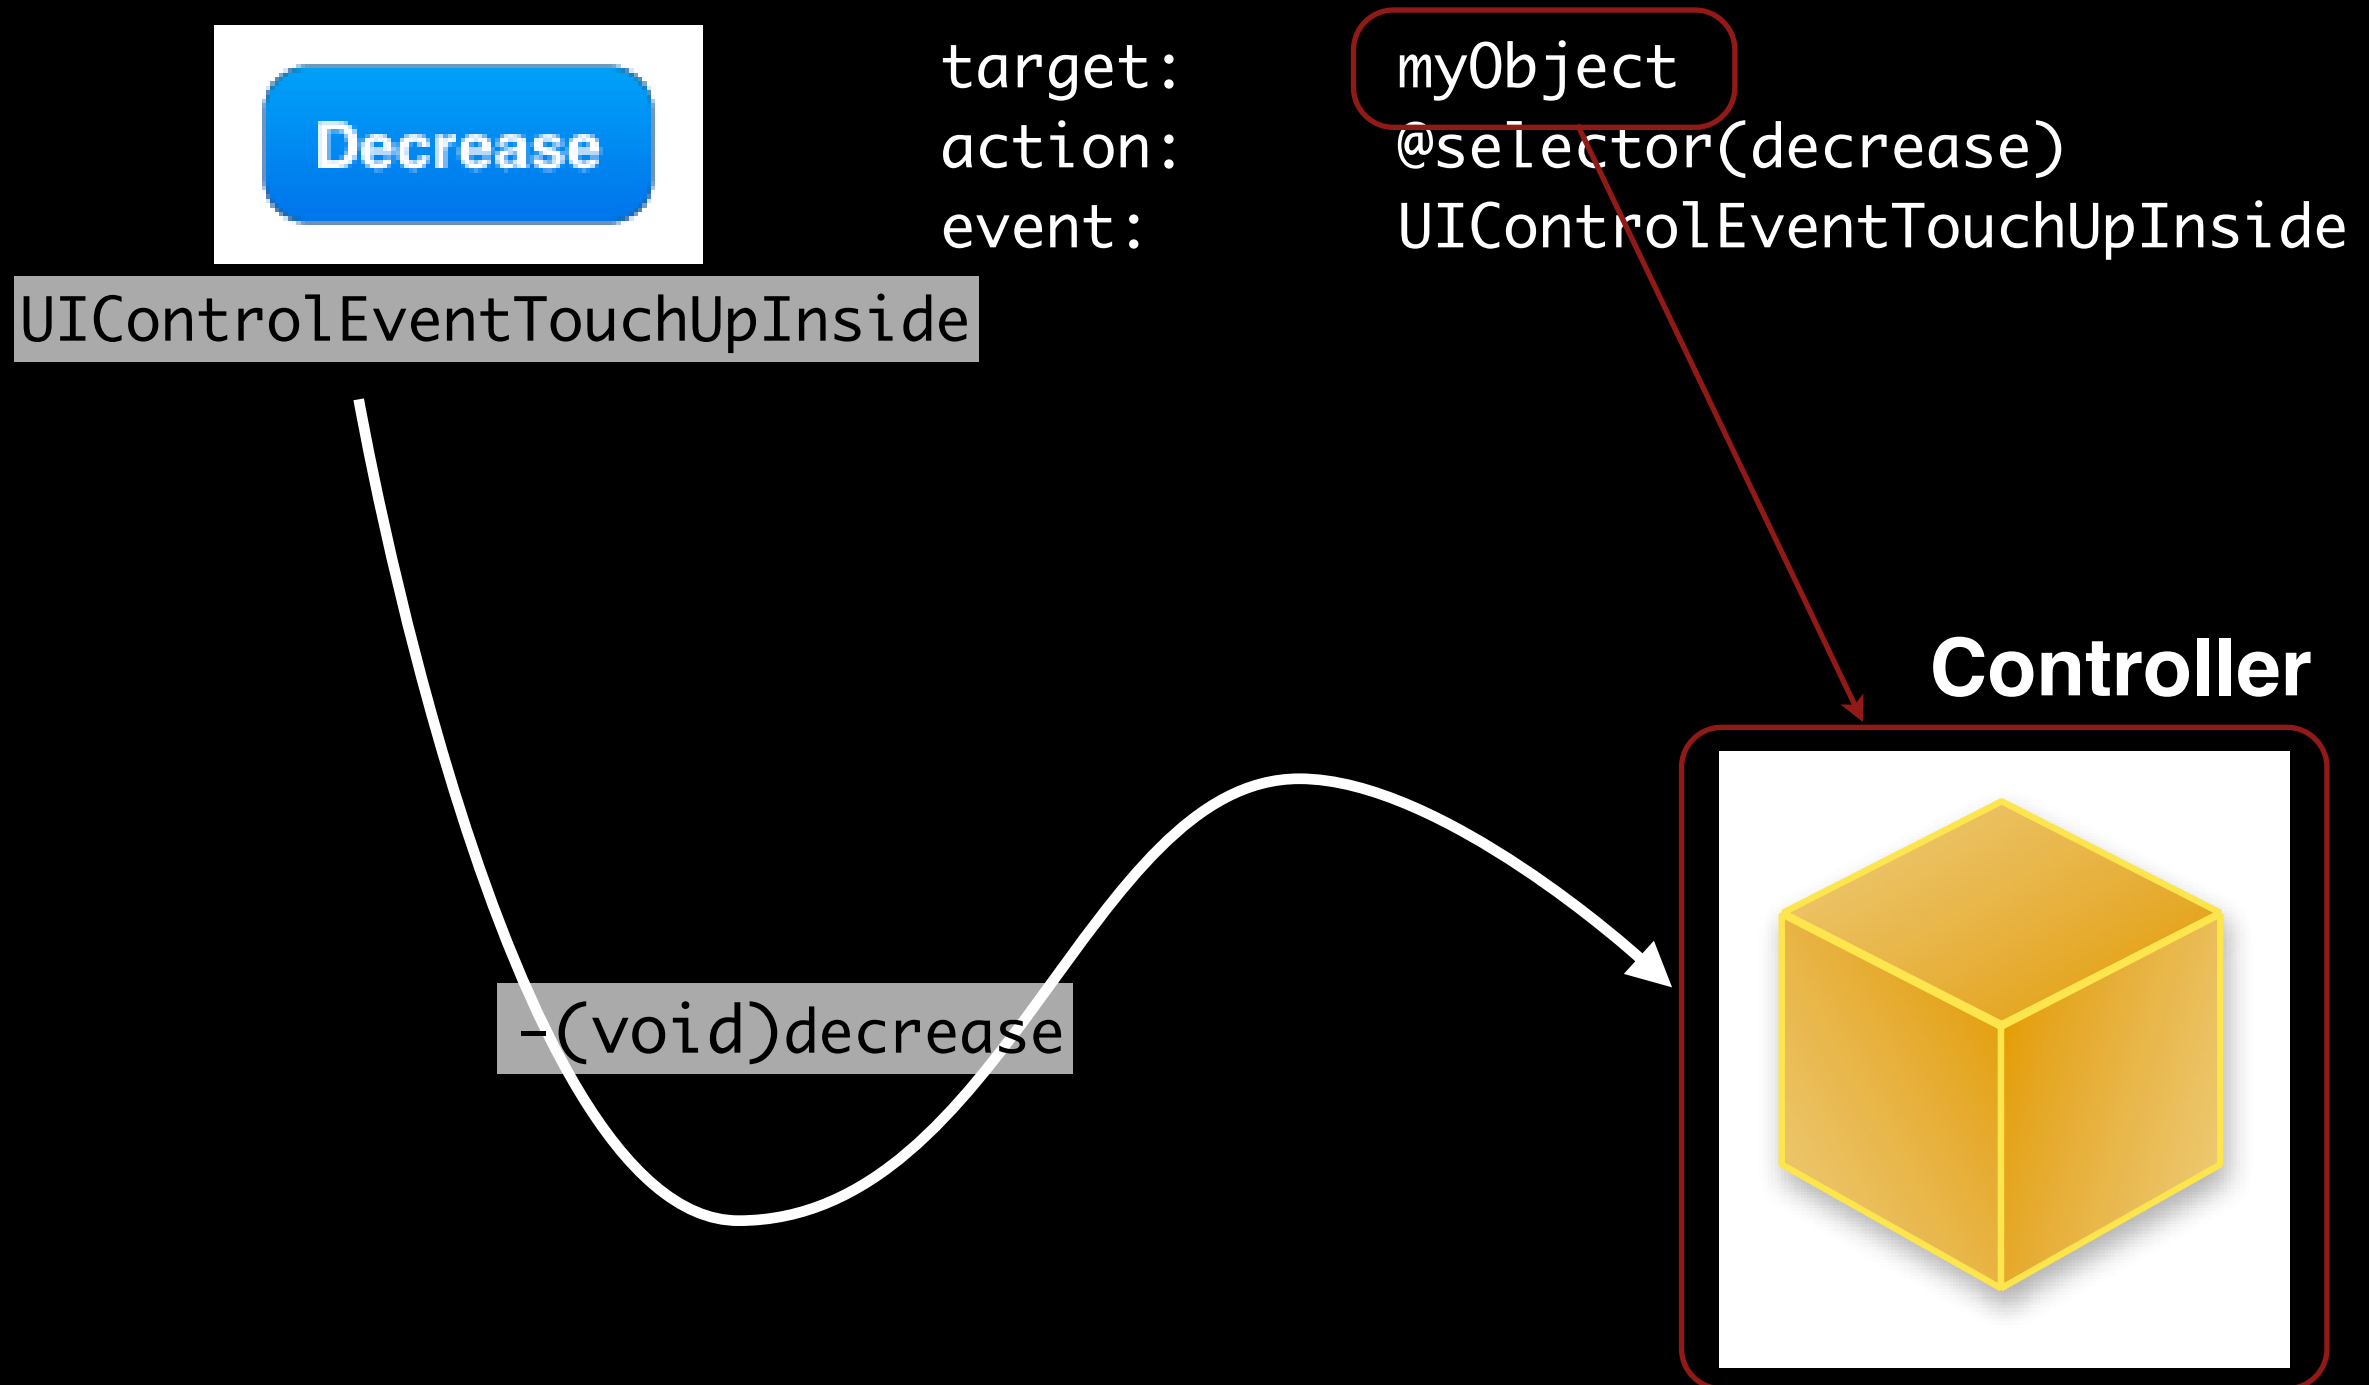 Decrease
target: myObject
action: @selector(decrease)
event: UIControlEventTouchUpInside
UIControlEventTouchUpInside
Controller
-(void)decrease